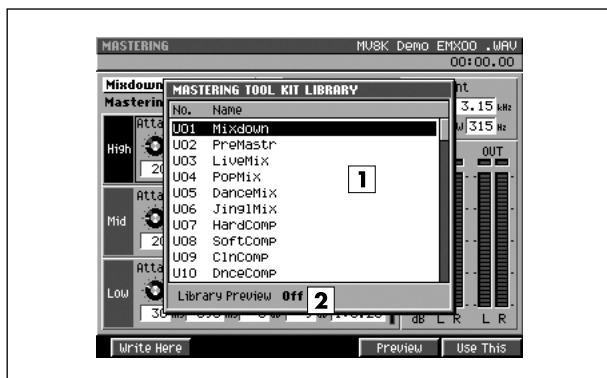 MASTERING MV8K Demo EMX00 .WAV
00:00.00
Mixdown
MASTERING TOOL KIT LIBRARY
Masterin
3.15 kHz
315 Hz
No. Name
U01 Mixdown
U02 PreMastr
U03 LiveMix
U04 PopMix
U05 DanceMix
U06 JinglMix
U07 HardComp
U08 SoftComp
U09 ClnComp
U10 DnceComp
1
Library Preview Off
2
High
Mid
Low
Atta
Atta
Atta
OUT
dB L R L R
Write Here Preview Use This